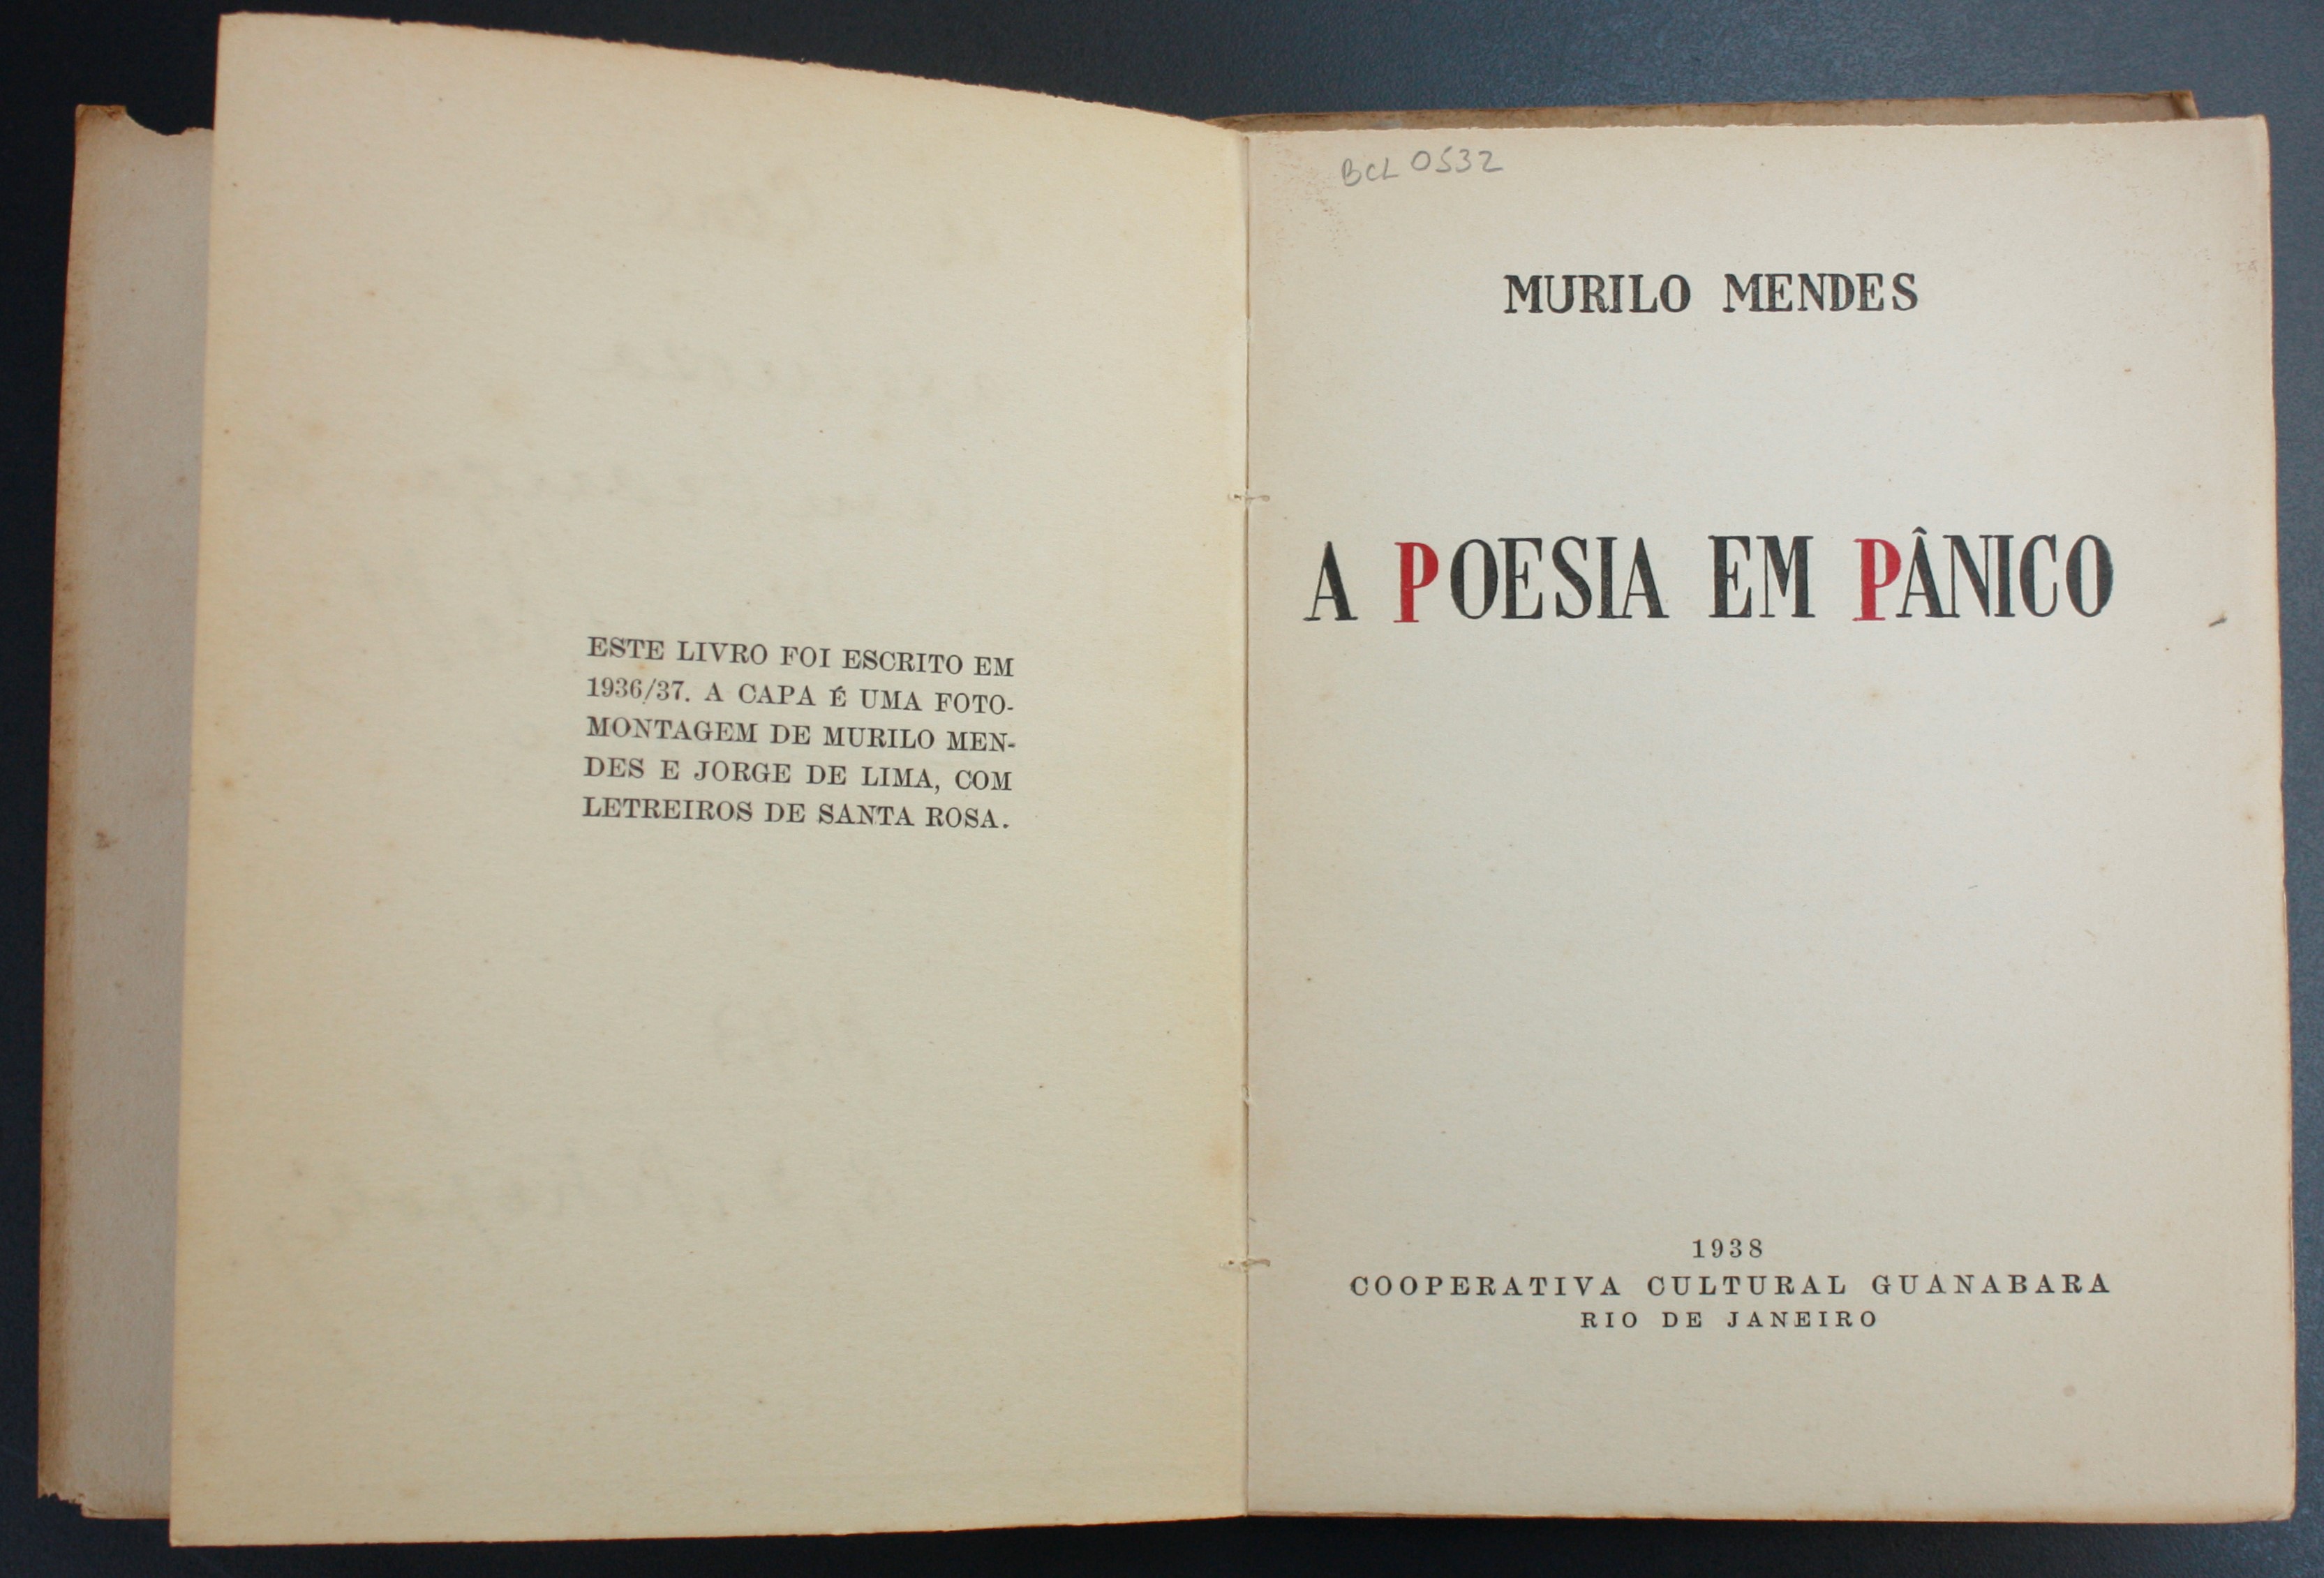 ESTE LIVRO FOI ESCRITO EM
1936/37. A CAPA É UMA FOTO-
MONTAGEM DE MURILO MEN-
DES E JORGE DE LIMA, COM
LETREIROS DE SANTA ROSA.
BCL 0532
MURILO MENDES
A POESIA EM PÂNICO
1938
COOPERATIVA CULTURAL GUANABARA
RIO DE JANEIRO